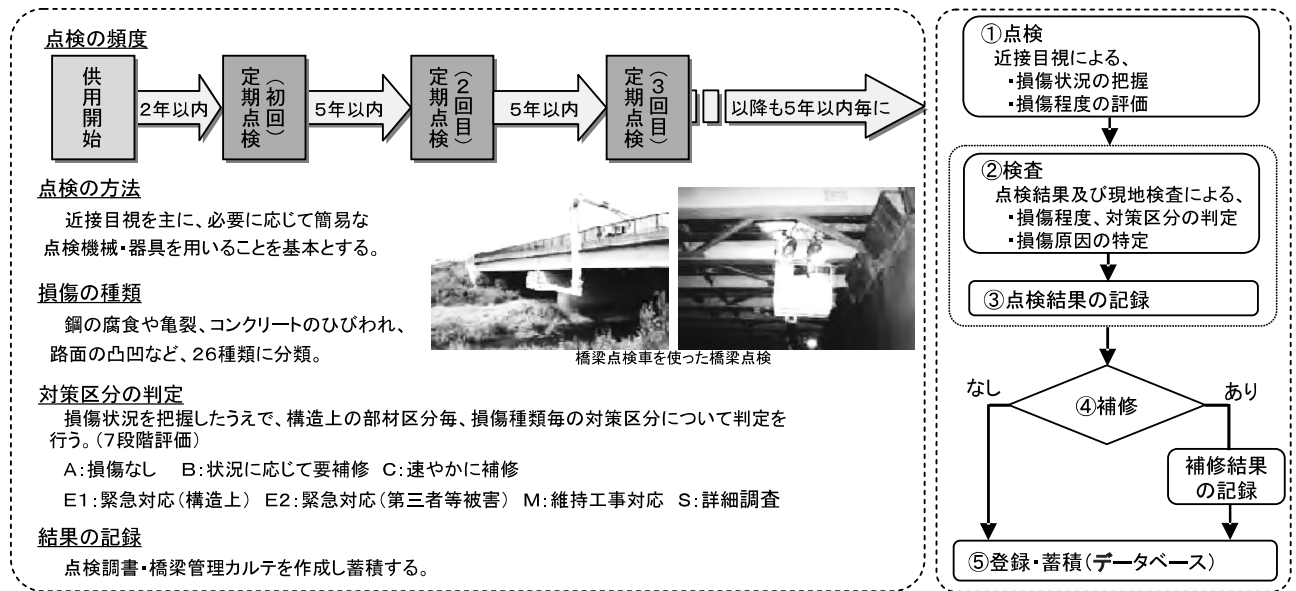 点検の頻度
供用開始
2年以内
定期点検(初回)
5年以内
定期点検(2回目)
5年以内
定期点検(3回目)
以降も5年以内毎に
点検の方法
近接目視を主に、必要に応じて簡易な
点検機械・器具を用いることを基本とする。
損傷の種類
鋼の腐食や亀裂、コンクリートのひびわれ、
路面の凸凹など、26種類に分類。
橋梁点検車を使った橋梁点検
対策区分の判定
損傷状況を把握したうえで、構造上の部材区分毎、損傷種類毎の対策区分について判定を
行う。(7段階評価)
A:損傷なし B:状況に応じて要補修 C:速やかに補修
E1:緊急対応(構造上) E2:緊急対応(第三者等被害) M:維持工事対応 S:詳細調査
結果の記録
点検調書・橋梁管理カルテを作成し蓄積する。
①点検
近接目視による、
・損傷状況の把握
・損傷程度の評価
②検査
点検結果及び現地検査による、
・損傷程度、対策区分の判定
・損傷原因の特定
③点検結果の記録
なし
あり
④補修
補修結果
の記録
⑤登録・蓄積(データベース)